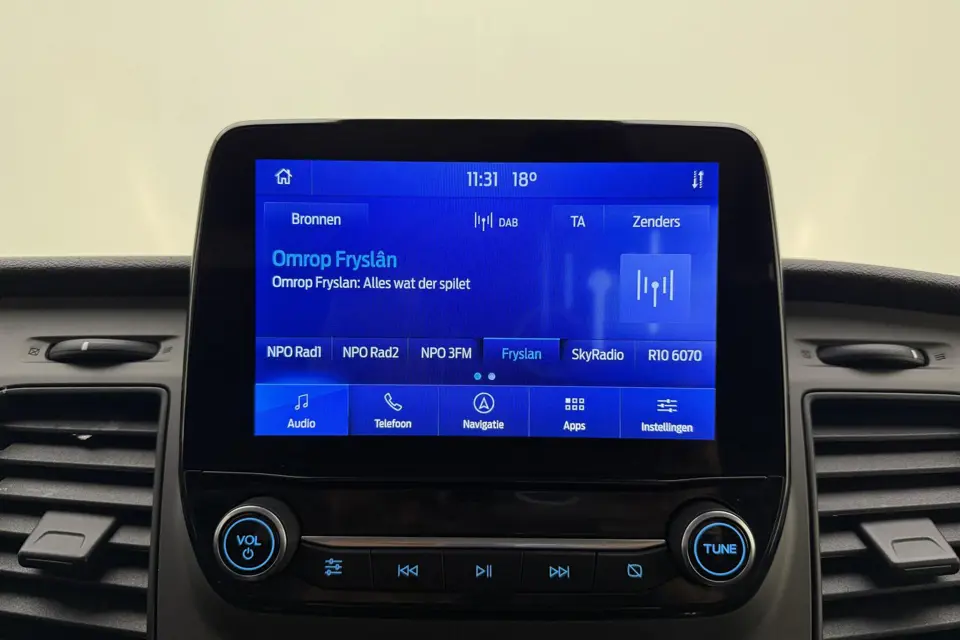 11:31 18°
Bronnen DAB TA Zenders
Omrop Fryslân
Omrop Fryslan: Alles wat der spilet
NPO Rad1 NPO Rad2 NPO 3FM Fryslan SkyRadio R10 6070
Audio Telefoon Navigatie Apps Instellingen
VOL TUNE